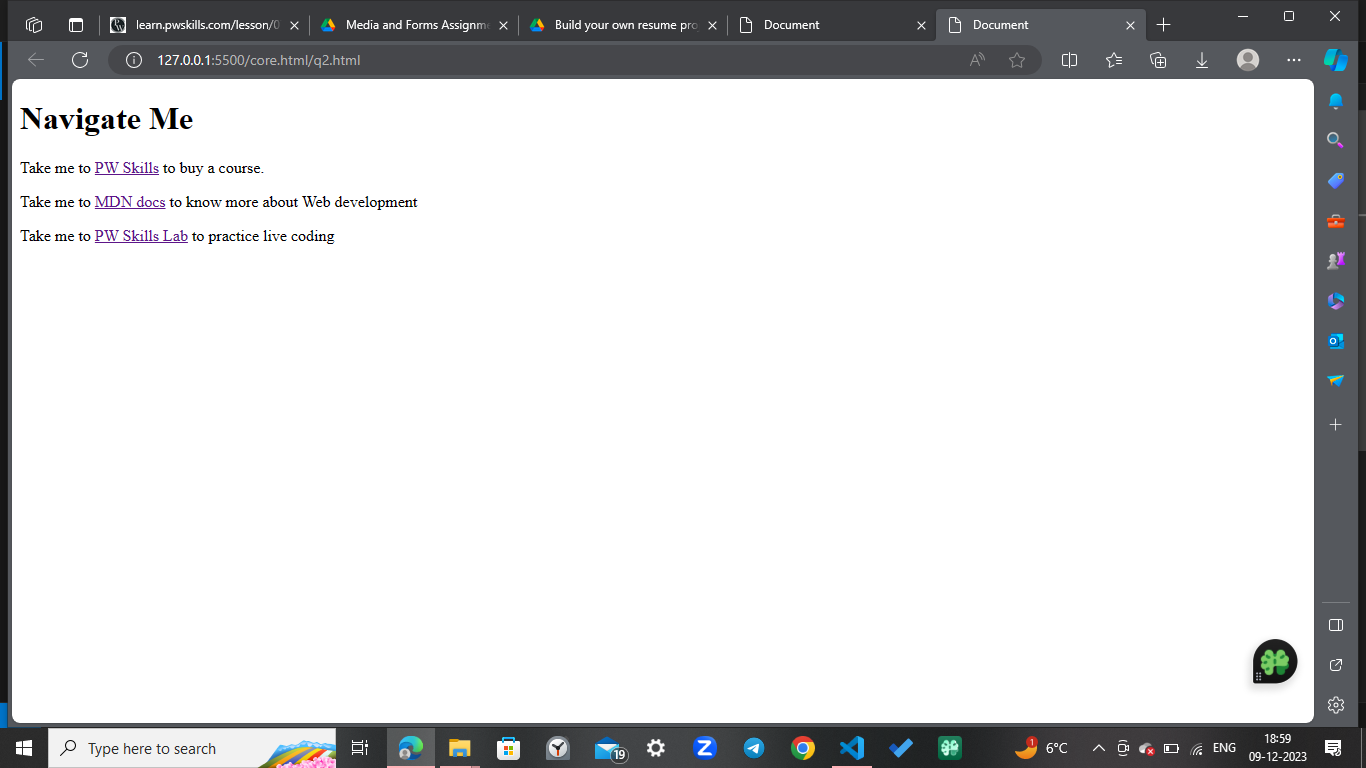 learn.pwskills.com/lesson/0
Media and Forms Assignme
Build your own resume pro
Document
Document
127.0.0.1:5500/core.html/q2.html
Navigate Me
Take me to PW Skills to buy a course.
Take me to MDN docs to know more about Web development
Take me to PW Skills Lab to practice live coding
Type here to search
19
1
6°C
ENG
18:59
09-12-2023